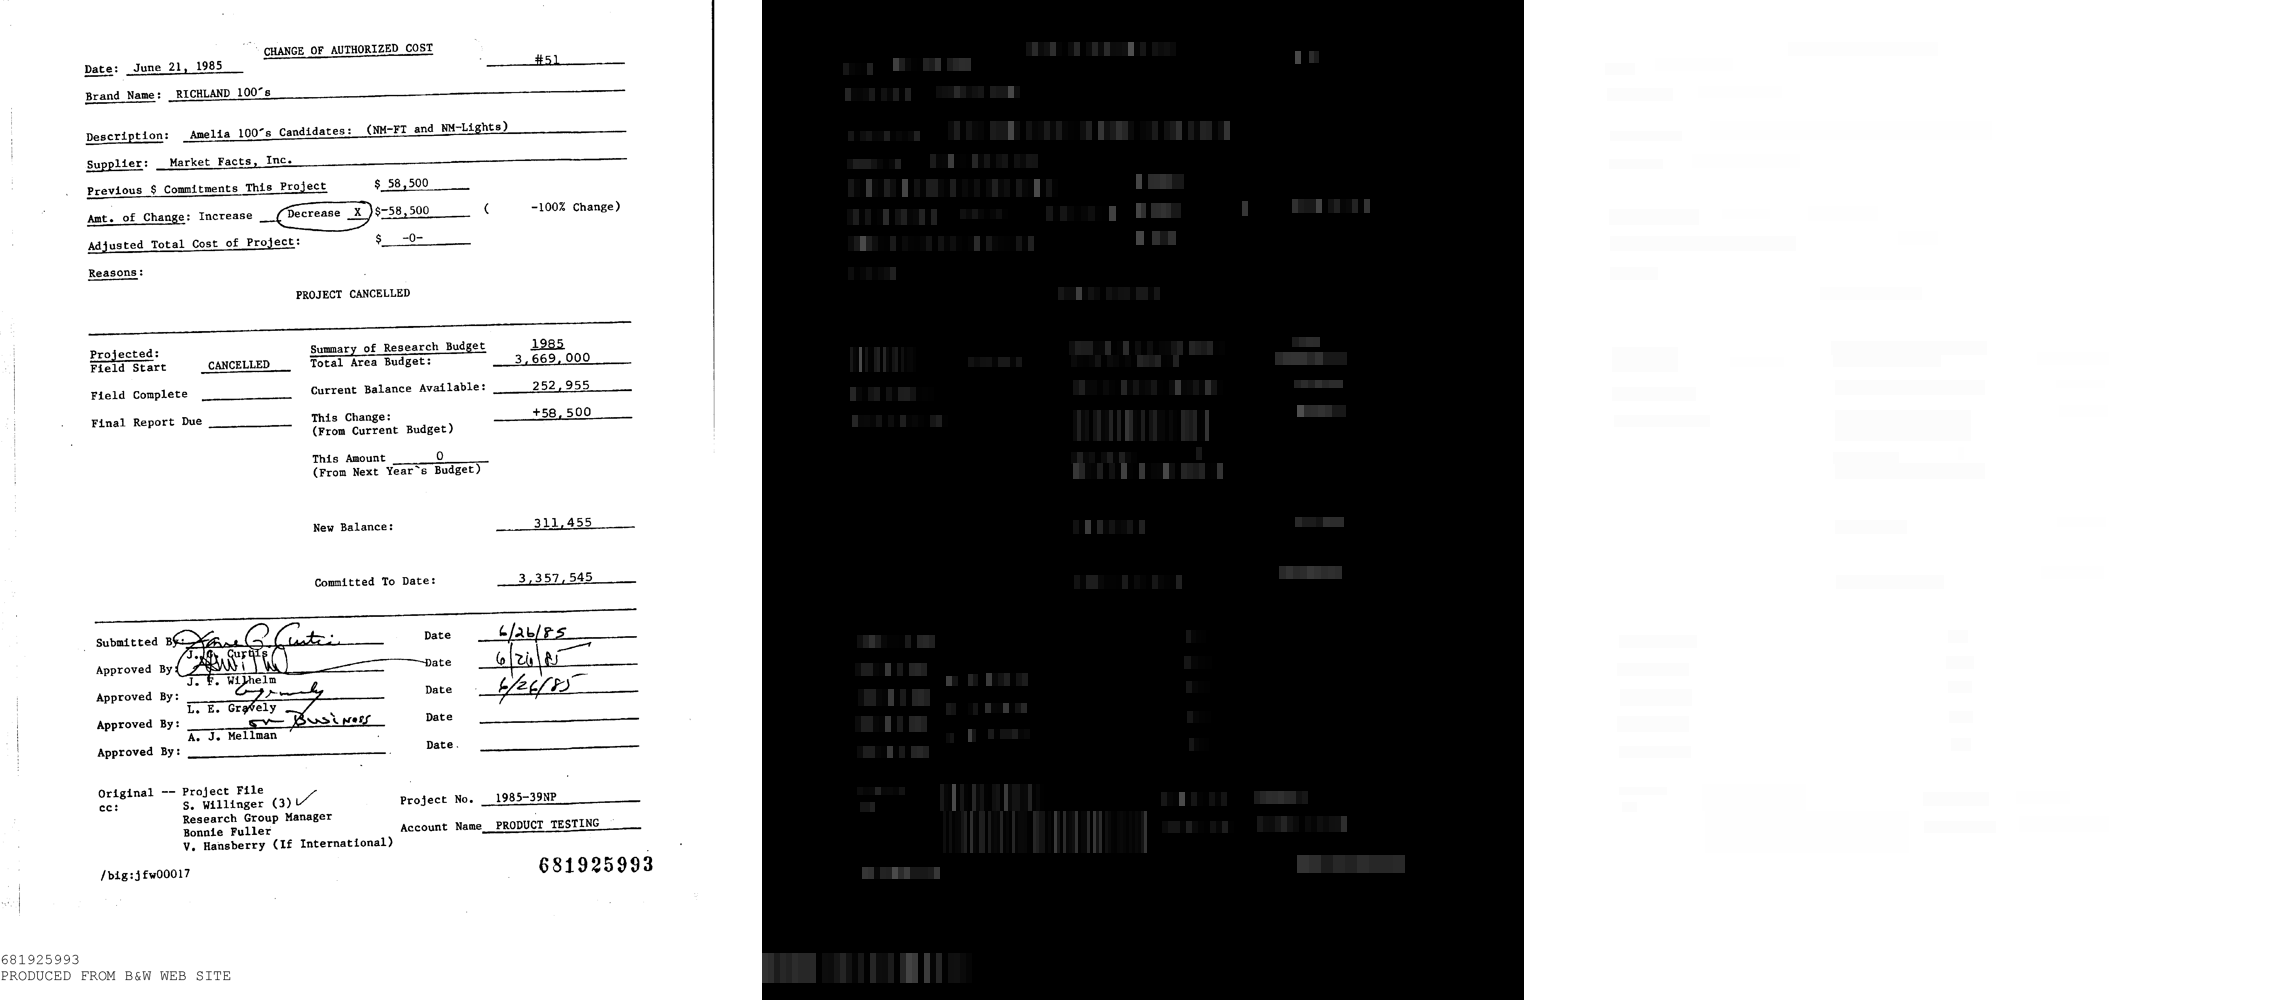 CHANGE OF AUTHORIZED COST
Date: June 21, 1985 #51
Brand Name: RICHLAND 100's
Description: Amelia 100's Candidates: (NM-FT and NM-Lights)
Supplier: Market Facts, Inc.
Previous $ Commitments This Project $ 58,500
Amt. of Change: Increase Decrease X $-58,500 ( -100% Change)
Adjusted Total Cost of Project: $ -0-
Reasons:
PROJECT CANCELLED
Projected: Summary of Research Budget 1985
Field Start CANCELLED Total Area Budget: 3,669,000
Field Complete Current Balance Available: 252,955
Final Report Due This Change: +58,500
(From Current Budget)
This Amount 0
(From Next Year's Budget)
New Balance: 311,455
Committed To Date: 3,357,545
Submitted By: Date 6/26/85
J. G. Curtis
Approved By: Date 6/26/85
J. F. Wilhelm
Approved By: Date 6/26/85
L. E. Gravely
Approved By: on Business Date
A. J. Mellman
Approved By: Date
Original -- Project File
cc: S. Willinger (3) Project No. 1985-39NP
Research Group Manager
Bonnie Fuller Account Name PRODUCT TESTING
V. Hansberry (If International)
681925993
/big:jfw00017
681925993
PRODUCED FROM B&W WEB SITE